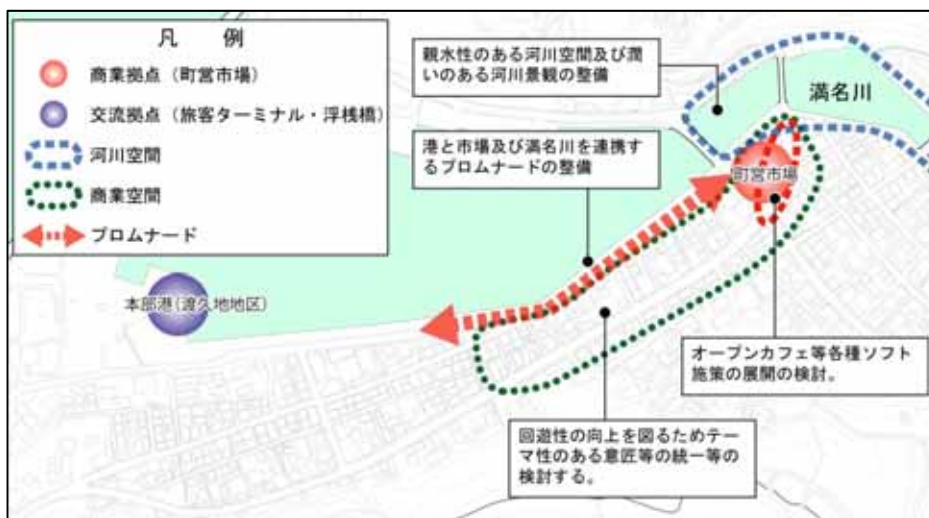 凡 例
商業拠点（町営市場）
交流拠点（旅客ターミナル・浮桟橋）
河川空間
商業空間
プロムナード
親水性のある河川空間及び潤
いのある河川景観の整備
満名川
港と市場及び満名川を連携す
るプロムナードの整備
町営市場
本部港(渡久地地区)
オープンカフェ等各種ソフト
施策の展開の検討。
回遊性の向上を図るためテー
マ性のある意匠等の統一等の
検討する。